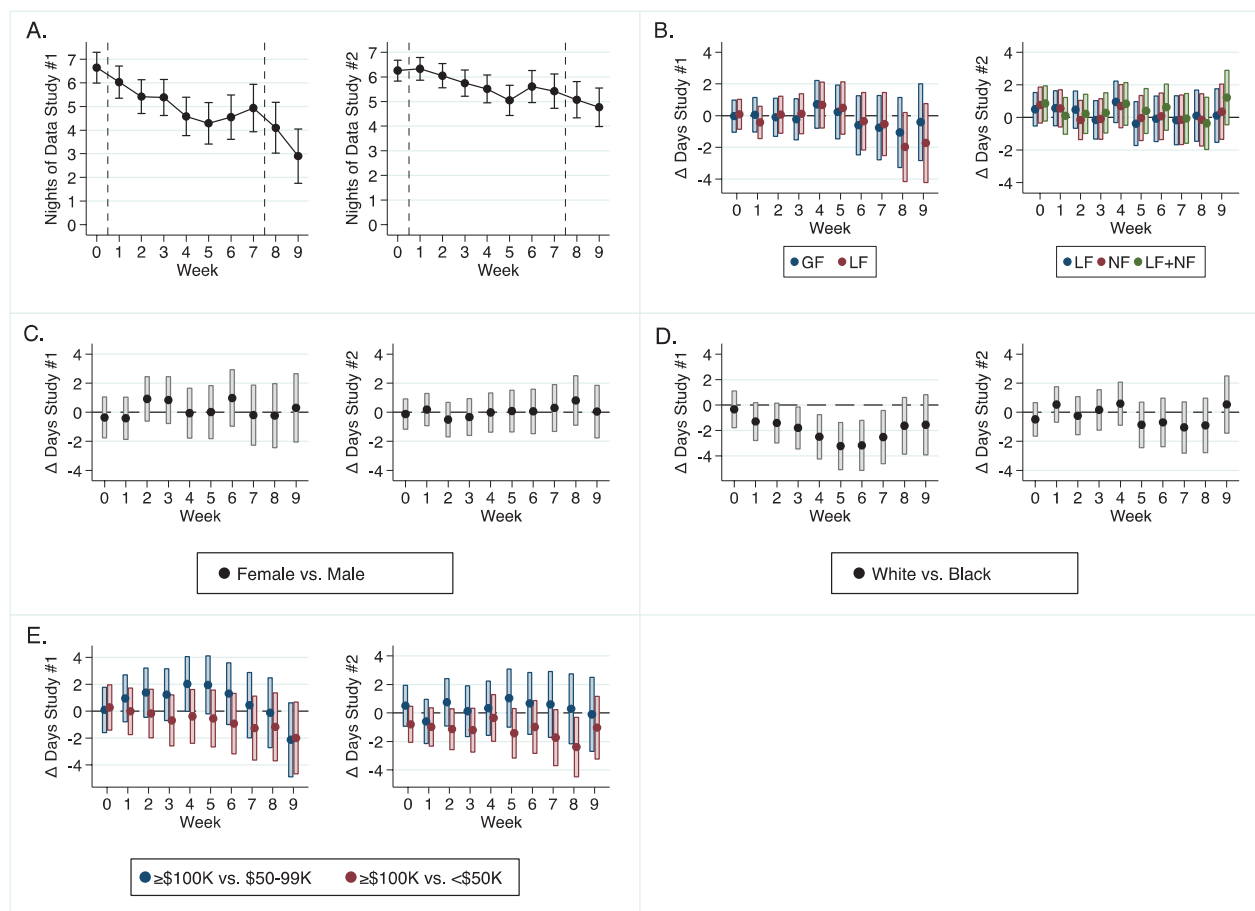 A.
Nights of Data Study #1
7
6
5
4
3
2
1
0
0 1 2 3 4 5 6 7 8 9
Week
Nights of Data Study #2
7
6
5
4
3
2
1
0
0 1 2 3 4 5 6 7 8 9
Week
B.
Δ Days Study #1
4
2
0
-2
-4
0 1 2 3 4 5 6 7 8 9
Week
GF LF
Δ Days Study #2
4
2
0
-2
-4
0 1 2 3 4 5 6 7 8 9
Week
LF NF LF+NF
C.
Δ Days Study #1
4
2
0
-2
-4
0 1 2 3 4 5 6 7 8 9
Week
Δ Days Study #2
4
2
0
-2
-4
0 1 2 3 4 5 6 7 8 9
Week
Female vs. Male
D.
Δ Days Study #1
4
2
0
-2
-4
0 1 2 3 4 5 6 7 8 9
Week
Δ Days Study #2
4
2
0
-2
-4
0 1 2 3 4 5 6 7 8 9
Week
White vs. Black
E.
Δ Days Study #1
4
2
0
-2
-4
0 1 2 3 4 5 6 7 8 9
Week
Δ Days Study #2
4
2
0
-2
-4
0 1 2 3 4 5 6 7 8 9
Week
≥$100K vs. $50-99K ≥$100K vs. <$50K